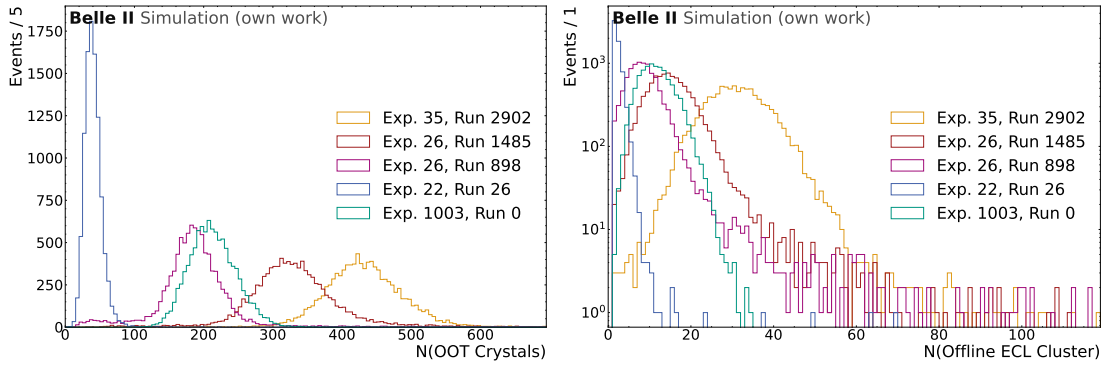 Belle II Simulation (own work)
Events / 5
1750
1500
1250
1000
750
500
250
0
0 100 200 300 400 500 600
N(OOT Crystals)
Exp. 35, Run 2902
Exp. 26, Run 1485
Exp. 26, Run 898
Exp. 22, Run 26
Exp. 1003, Run 0
Belle II Simulation (own work)
Events / 1
10³
10²
10¹
10⁰
0 20 40 60 80 100
N(Offline ECL Cluster)
Exp. 35, Run 2902
Exp. 26, Run 1485
Exp. 26, Run 898
Exp. 22, Run 26
Exp. 1003, Run 0